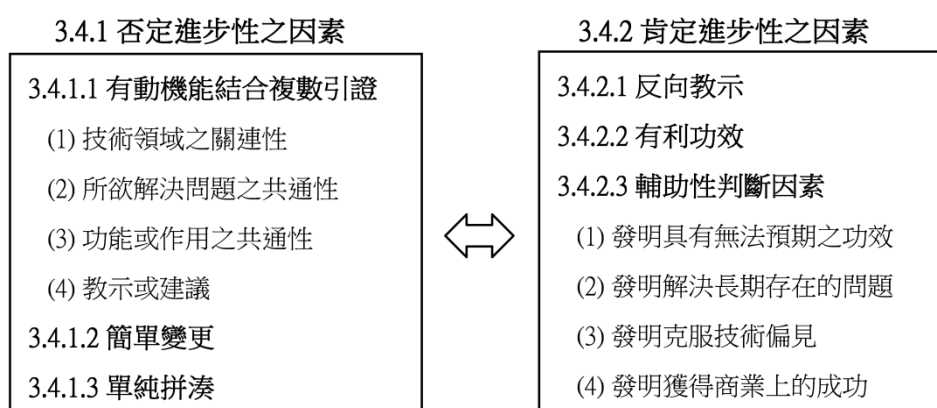 3.4.1 否定進步性之因素
3.4.1.1 有動機能結合複數引證
(1) 技術領域之關連性
(2) 所欲解決問題之共通性
(3) 功能或作用之共通性
(4) 教示或建議
3.4.1.2 簡單變更
3.4.1.3 單純拼湊
3.4.2 肯定進步性之因素
3.4.2.1 反向教示
3.4.2.2 有利功效
3.4.2.3 輔助性判斷因素
(1) 發明具有無法預期之功效
(2) 發明解決長期存在的問題
(3) 發明克服技術偏見
(4) 發明獲得商業上的成功